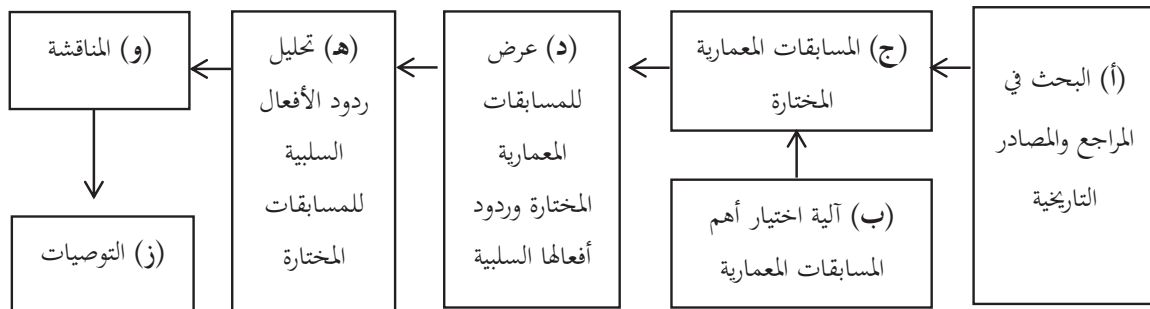 (أ) البحث في
المراجع والمصادر
التاريخية
(ب) آلية اختيار أهم
المسابقات المعمارية
(ج) المسابقات المعمارية
المختارة
(د) عرض
للمسابقات
المعمارية
المختارة وردود
أفعالها السلبية
(هـ) تحليل
ردود الأفعال
السلبية
للمسابقات
المختارة
(و) المناقشة
(ز) التوصيات